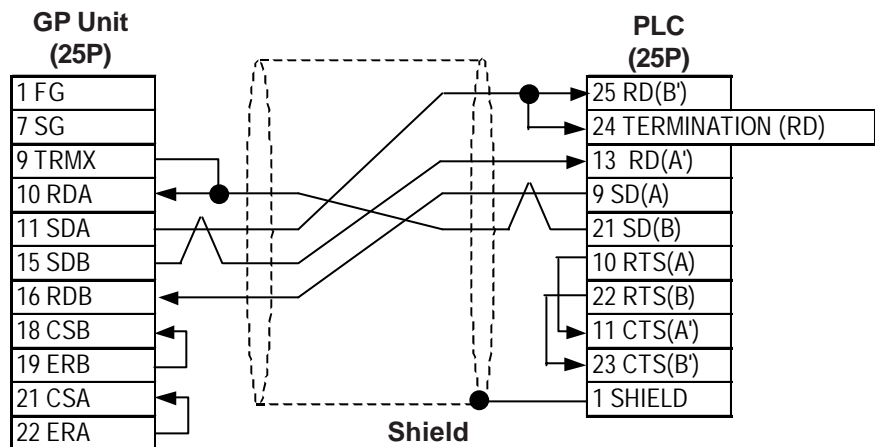 GP Unit
(25P)
1 FG
7 SG
9 TRMX
10 RDA
11 SDA
15 SDB
16 RDB
18 CSB
19 ERB
21 CSA
22 ERA
Shield
PLC
(25P)
25 RD(B')
24 TERMINATION (RD)
13 RD(A')
9 SD(A)
21 SD(B)
10 RTS(A)
22 RTS(B)
11 CTS(A')
23 CTS(B')
1 SHIELD